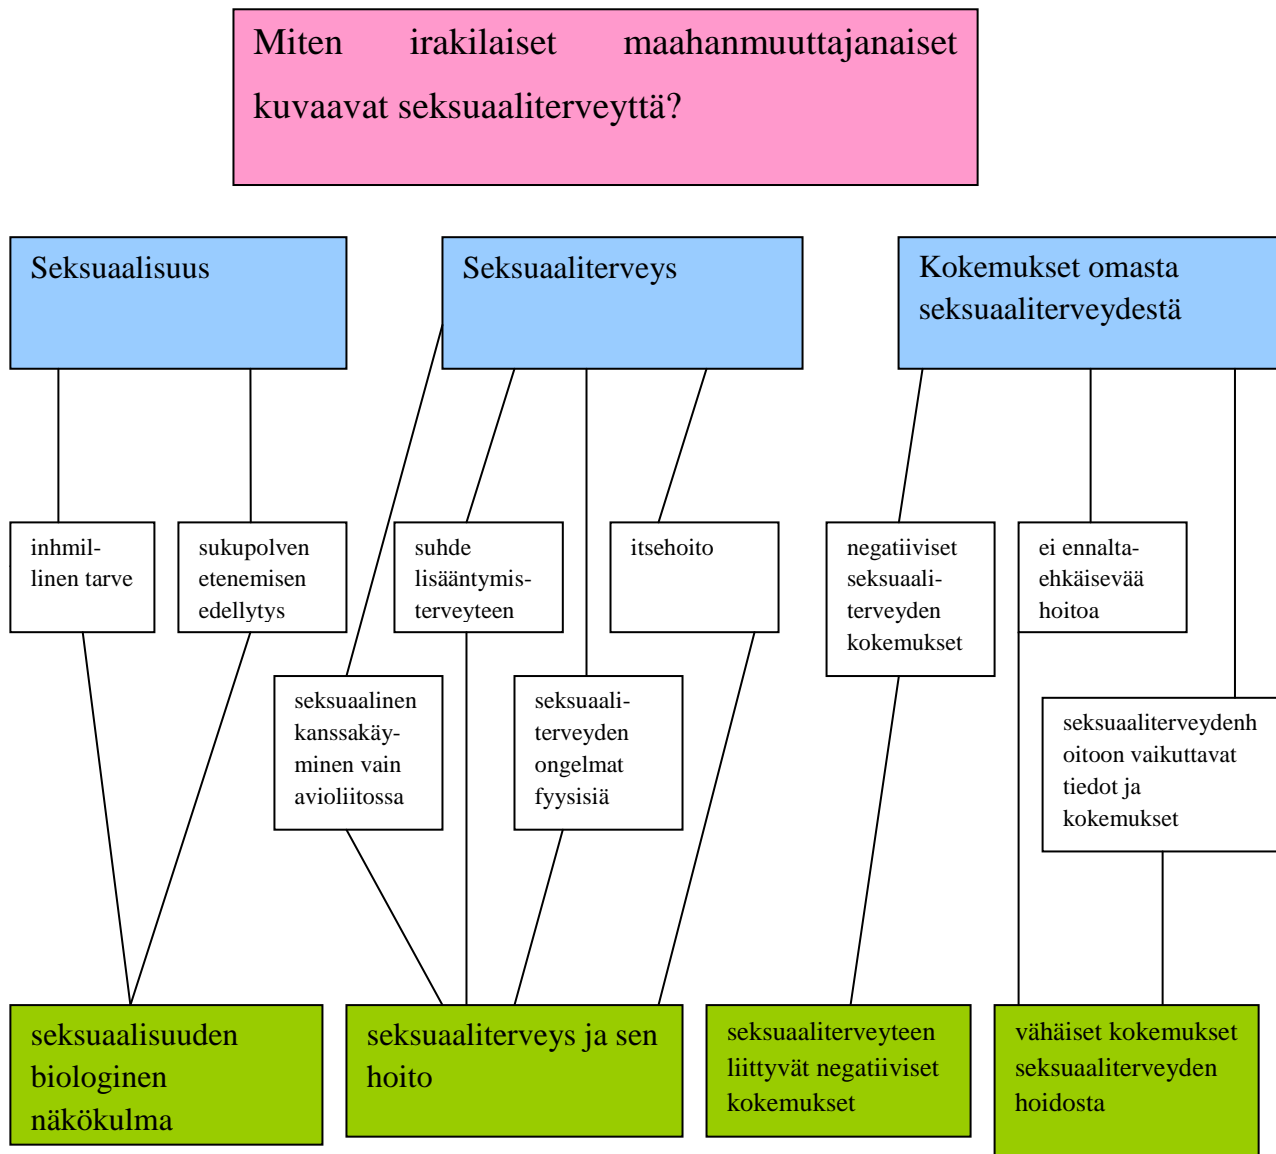 Miten irakilaiset maahanmuuttajanaiset
kuvaavat seksuaaliterveyttä?
Seksuaalisuus
Seksuaaliterveys
Kokemukset omasta
seksuaaliterveydestä
inhmil-
linen tarve
sukupolven
etenemisen
edellytys
suhde
lisääntymis-
terveyteen
itsehoito
negatiiviset
seksuaali-
terveyden
kokemukset
ei ennalta-
ehkäisevää
hoitoa
seksuaalinen
kanssakäy-
minen vain
avioliitossa
seksuaali-
terveyden
ongelmat
fyysisiä
seksuaaliterveydenh
oitoon vaikuttavat
tiedot ja
kokemukset
seksuaalisuuden
biologinen
näkökulma
seksuaaliterveys ja sen
hoito
seksuaaliterveyteen
liittyvät negatiiviset
kokemukset
vähäiset kokemukset
seksuaaliterveyden
hoidosta